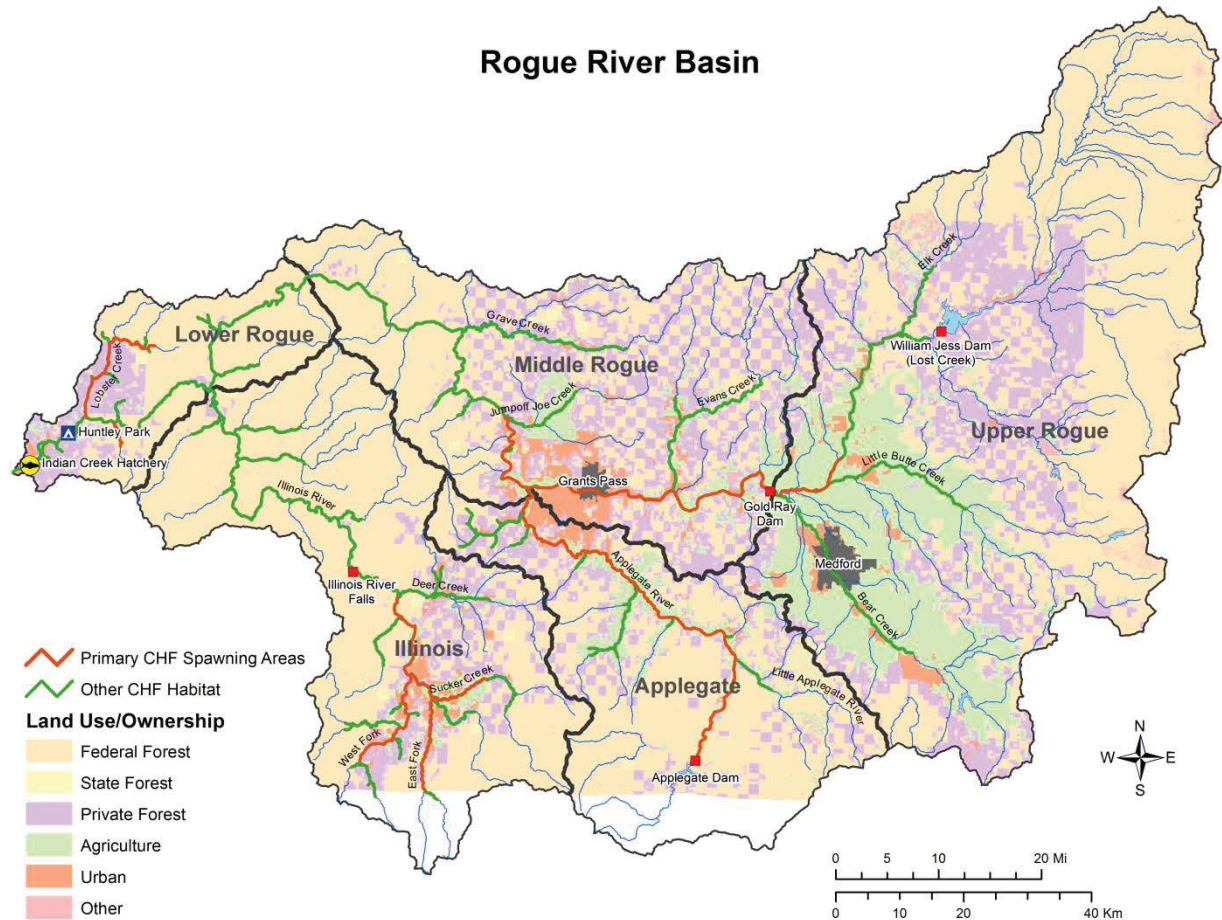 Rogue River Basin
Elk Creek
Lower Rogue
Grave Creek
William Jess Dam
(Lost Creek)
Lobster Creek
Middle Rogue
Evans Creek
Jumpoff Joe Creek
Upper Rogue
Huntley Park
Indian Creek Hatchery
Little Butte Creek
Grants Pass
Illinois River
Gold Ray
Dam
Medford
Illinois River
Falls
Deer Creek
Applegate River
Bear Creek
Illinois
Sucker Creek
Applegate
Little Applegate River
West Fork
East Fork
Applegate Dam
Primary CHF Spawning Areas
Other CHF Habitat
Land Use/Ownership
Federal Forest
State Forest
Private Forest
Agriculture
Urban
Other
N
W E
S
0 5 10 20 Mi
0 10 20 40 Km